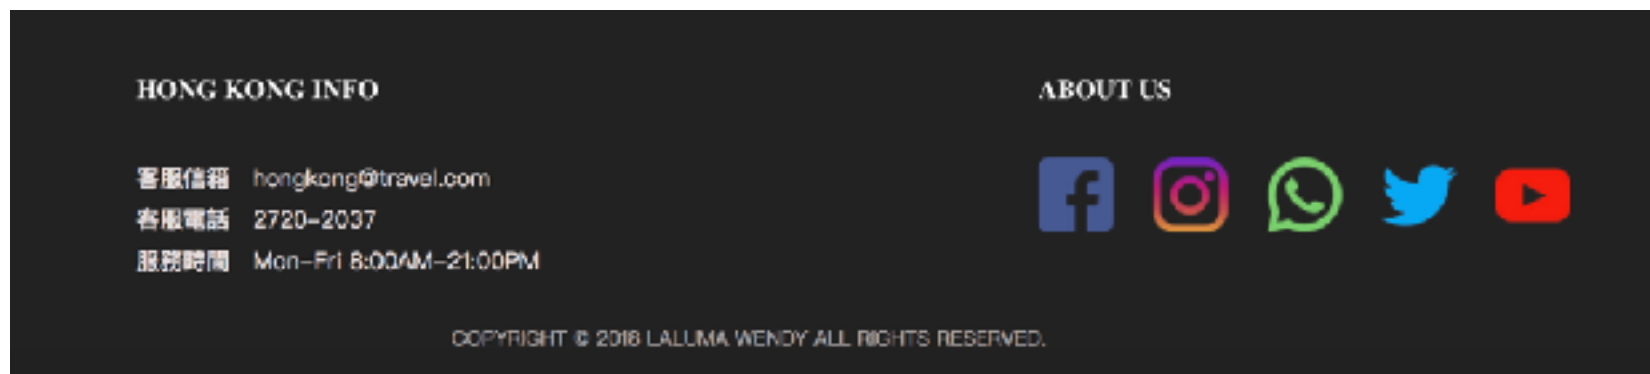 HONG KONG INFO
ABOUT US
客服信箱 hongkong@travel.com
客服電話 2720-2037
服務時間 Mon-Fri 8:00AM-21:00PM
COPYRIGHT © 2018 LALUMA WENDY ALL RIGHTS RESERVED.